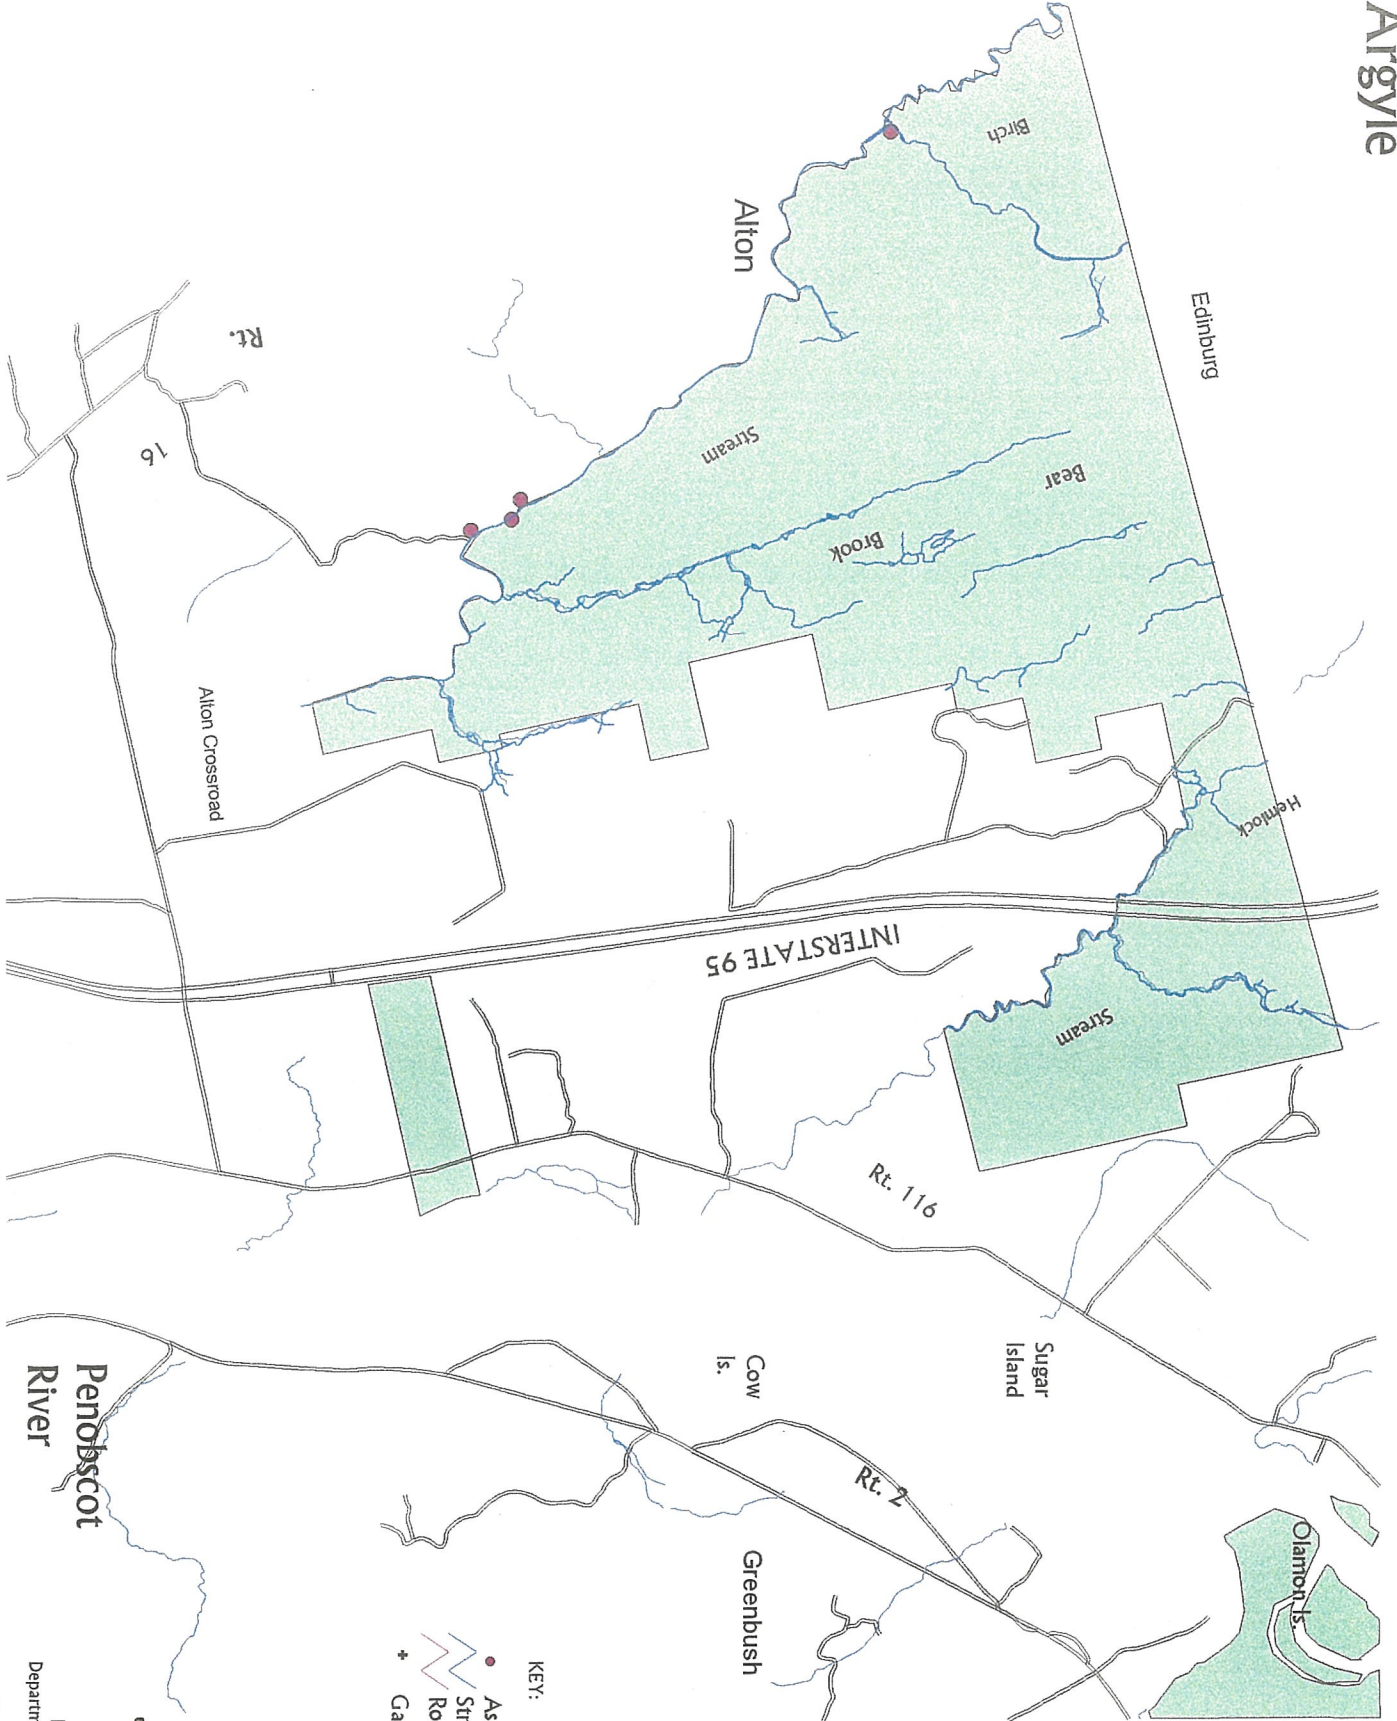 Argyle
Edinburg
Birch
Alton
Stream
Bear
Brook
Rt.
16
Alton Crossroad
Hemlock
Stream
INTERSTATE 95
Rt. 116
Sugar
Island
Cow
Is.
Rt. 2
Olamon Is.
Greenbush
Penobscot
River
KEY: